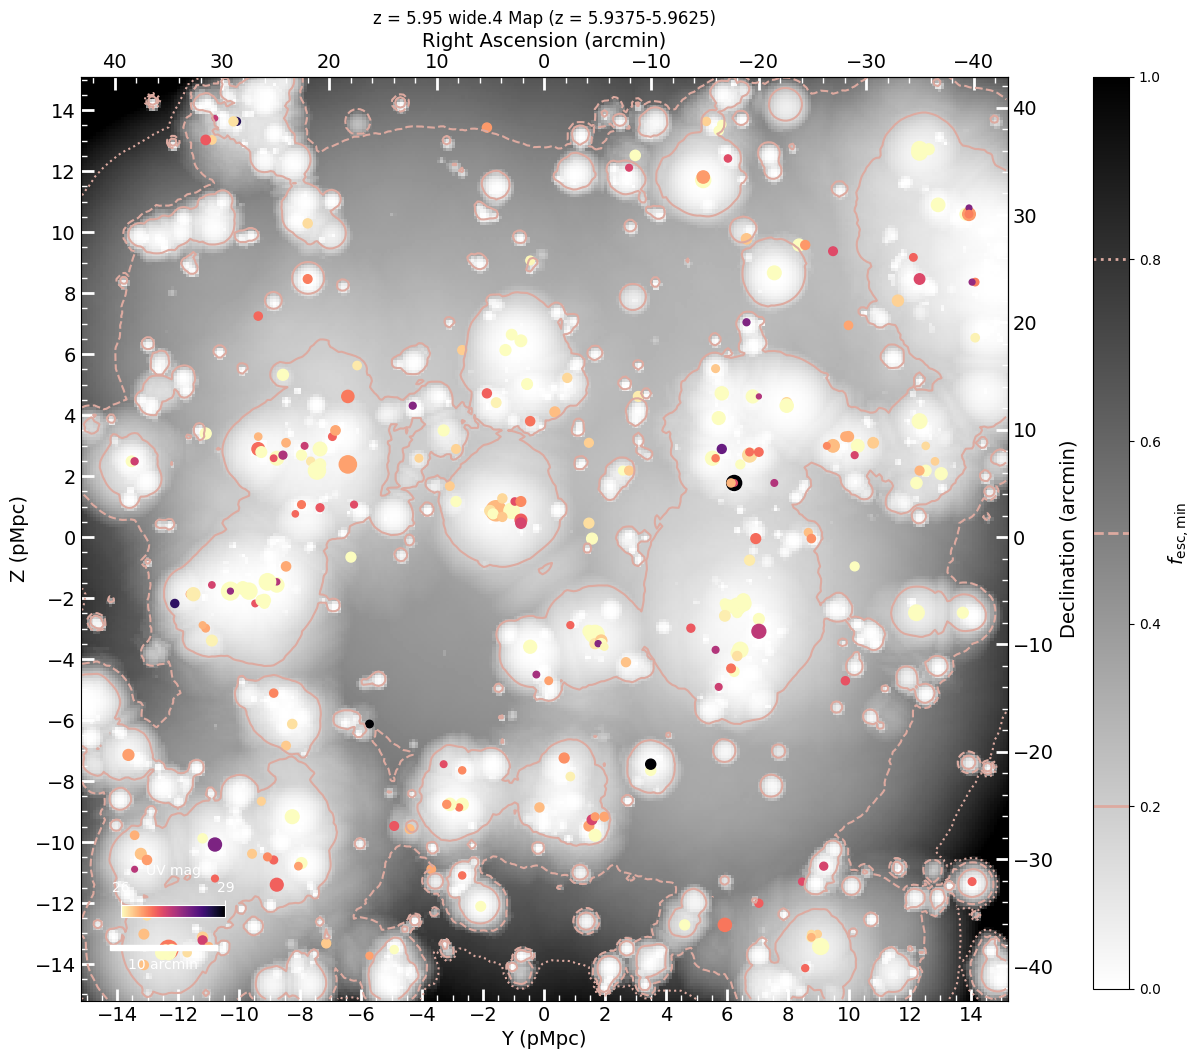 z = 5.95 wide.4 Map (z = 5.9375-5.9625)
Right Ascension (arcmin)
40 30 20 10 0 −10 −20 −30 −40
14 12 10 8 6 4 2 0 −2 −4 −6 −8 −10 −12 −14
Z (pMpc)
40 30 20 10 0 −10 −20 −30 −40
Declination (arcmin)
1.0 0.8 0.6 0.4 0.2 0.0
f_esc,min
UV mag
29
10 arcmin
−14 −12 −10 −8 −6 −4 −2 0 2 4 6 8 10 12 14
Y (pMpc)